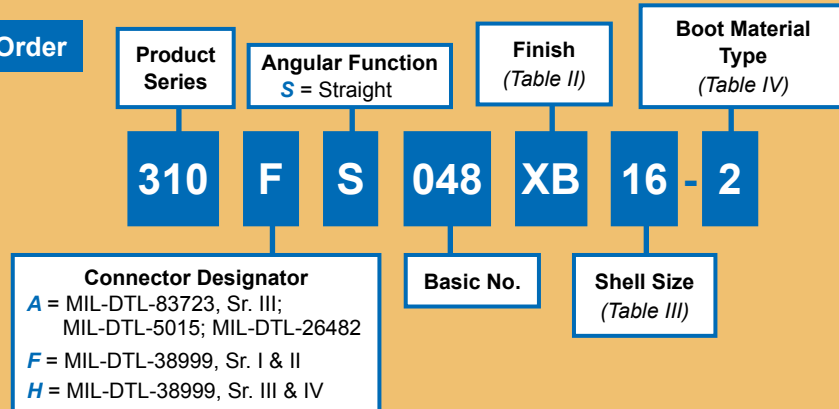 Order
Product
Series
Angular Function
S = Straight
Finish
(Table II)
Boot Material
Type
(Table IV)
310 F S 048 XB 16 - 2
Connector Designator
A = MIL-DTL-83723, Sr. III;
MIL-DTL-5015; MIL-DTL-26482
F = MIL-DTL-38999, Sr. I & II
H = MIL-DTL-38999, Sr. III & IV
Basic No.
Shell Size
(Table III)